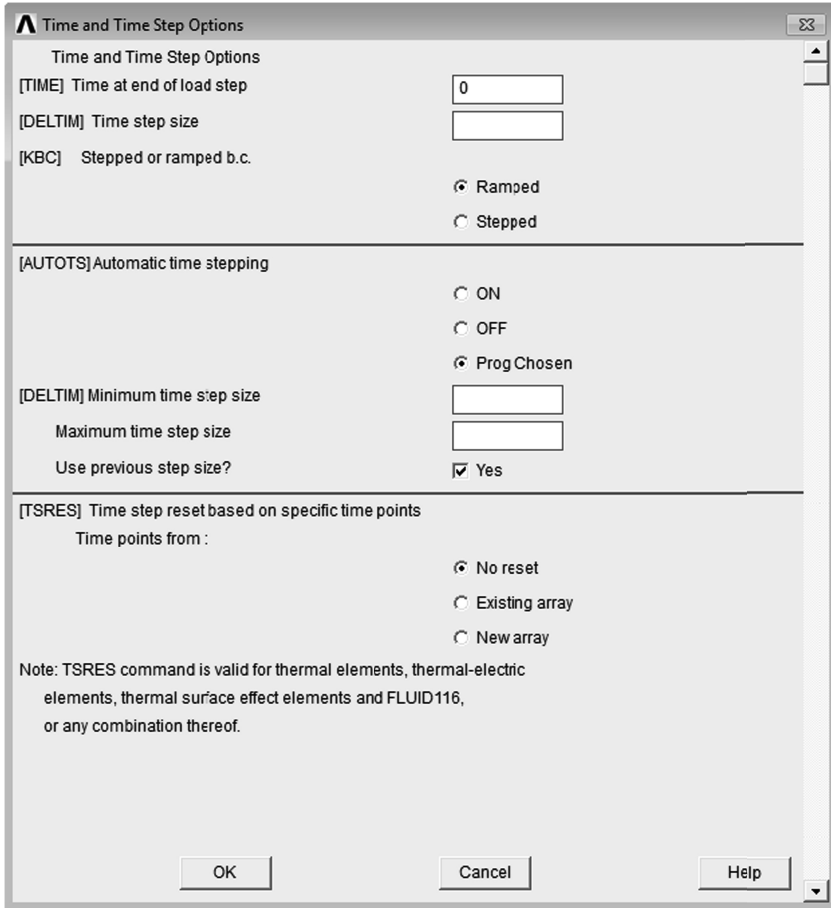 Time and Time Step Options
Time and Time Step Options
[TIME] Time at end of load step
0
[DELTIM] Time step size
[KBC] Stepped or ramped b.c.
Ramped
Stepped
[AUTOTS] Automatic time stepping
ON
OFF
Prog Chosen
[DELTIM] Minimum time step size
Maximum time step size
Use previous step size?
Yes
[TSRES] Time step reset based on specific time points
Time points from :
No reset
Existing array
New array
Note: TSRES command is valid for thermal elements, thermal-electric
elements, thermal surface effect elements and FLUID116,
or any combination thereof.
OK
Cancel
Help